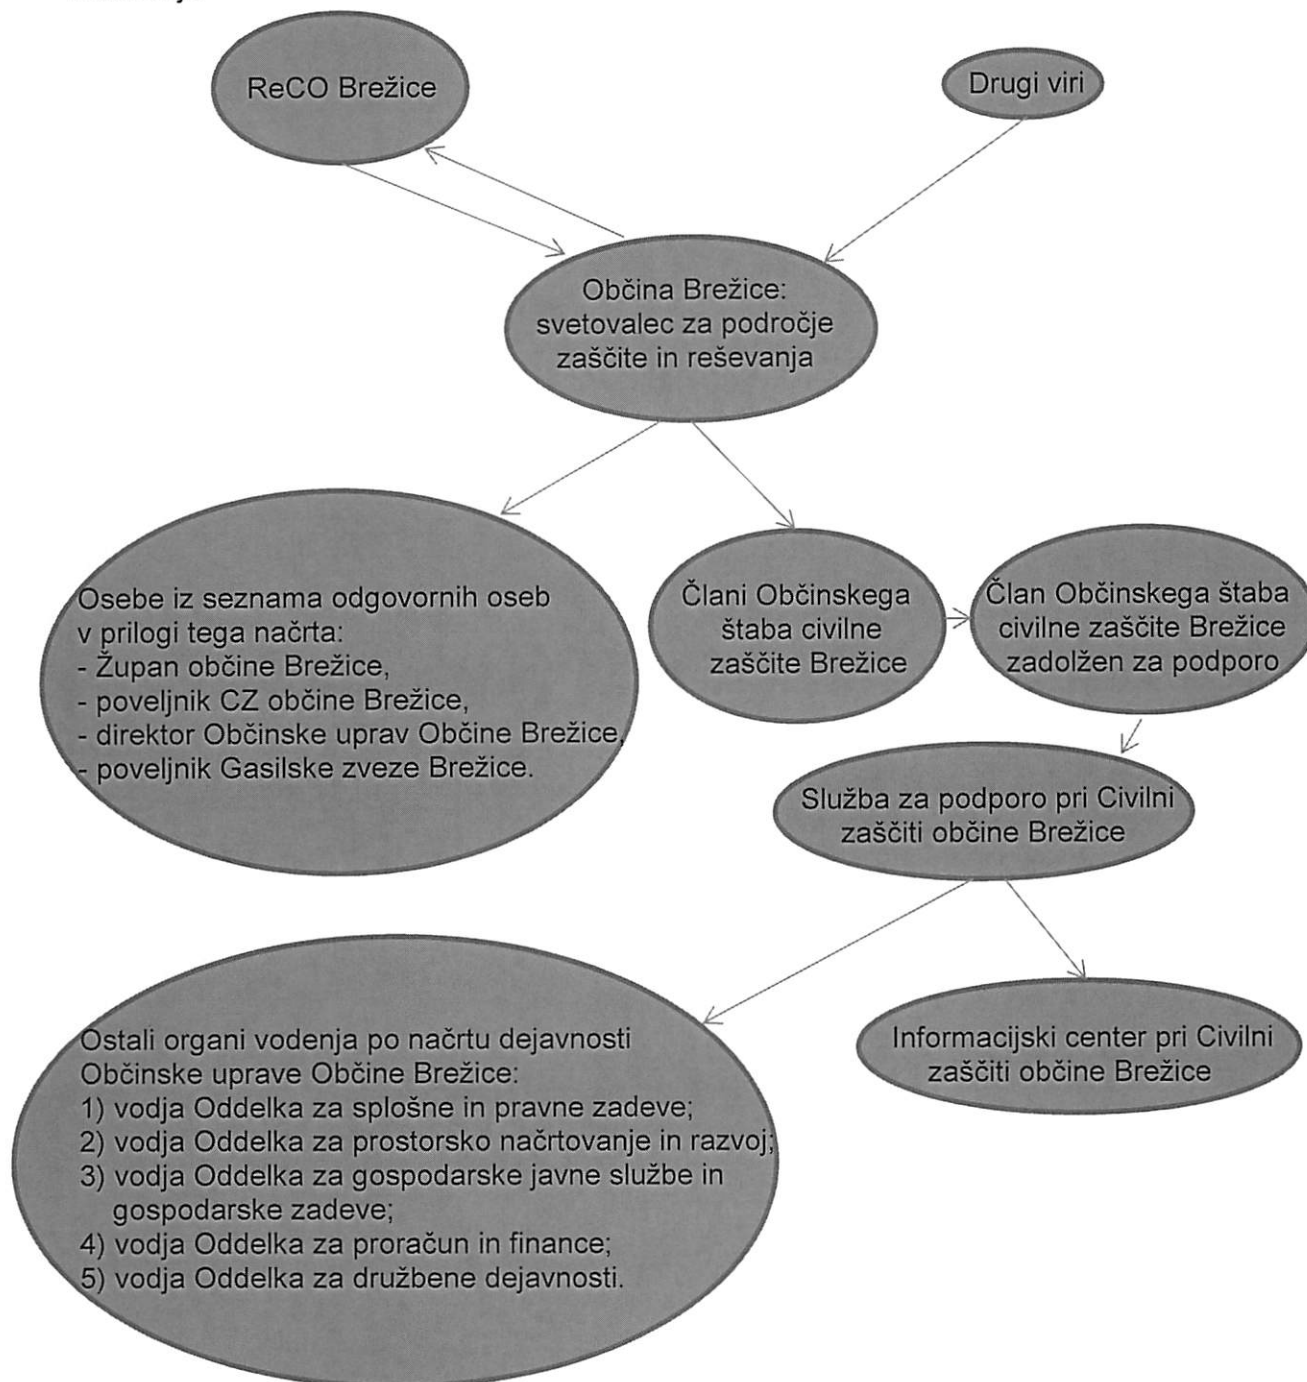 ReCO Brežice
Drugi viri
Občina Brežice:
svetovalec za področje
zaščite in reševanja
Osebe iz seznama odgovornih oseb
v prilogi tega načrta:
- Župan občine Brežice,
- poveljnik CZ občine Brežice,
- direktor Občinske uprav Občine Brežice,
- poveljnik Gasilske zveze Brežice.
Člani Občinskega
štaba civilne
zaščite Brežice
Član Občinskega štaba
civilne zaščite Brežice
zadolžen za podporo
Služba za podporo pri Civilni
zaščiti občine Brežice
Ostali organi vodenja po načrtu dejavnosti
Občinske uprave Občine Brežice:
1) vodja Oddelka za splošne in pravne zadeve;
2) vodja Oddelka za prostorsko načrtovanje in razvoj;
3) vodja Oddelka za gospodarske javne službe in
gospodarske zadeve;
4) vodja Oddelka za proračun in finance;
5) vodja Oddelka za družbene dejavnosti.
Informacijski center pri Civilni
zaščiti občine Brežice